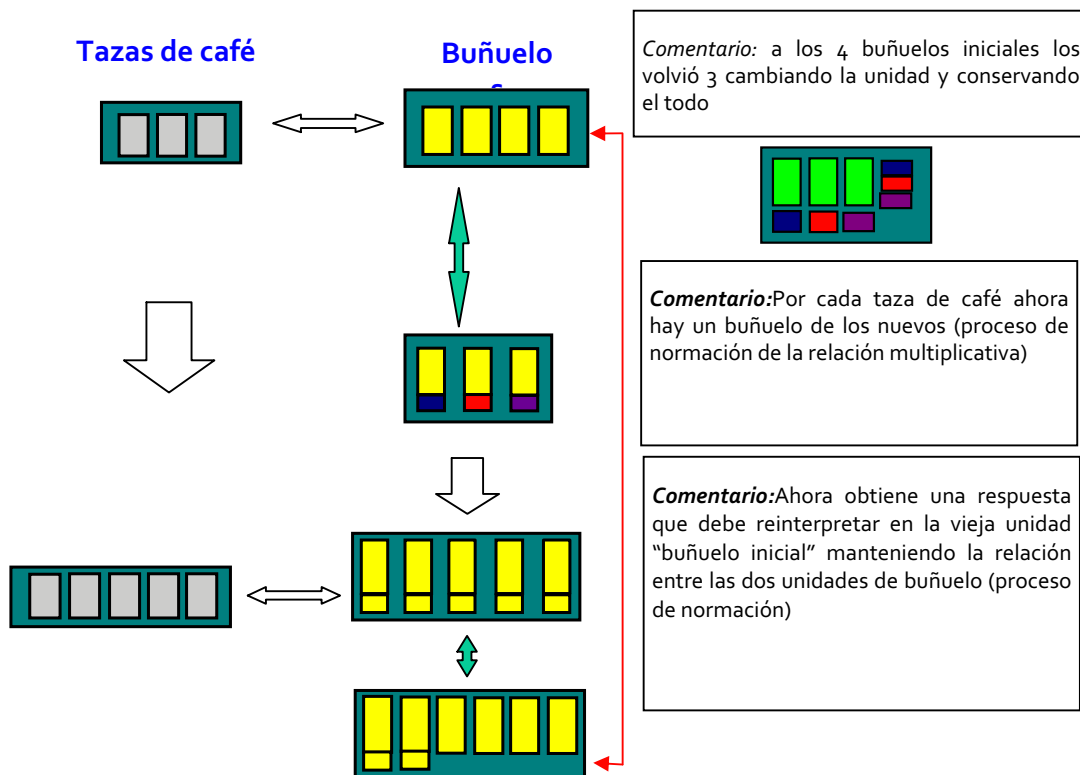 Tazas de café
Buñuelo
Comentario: a los 4 buñuelos iniciales los
volvió 3 cambiando la unidad y conservando
el todo
Comentario:Por cada taza de café ahora
hay un buñuelo de los nuevos (proceso de
normación de la relación multiplicativa)
Comentario:Ahora obtiene una respuesta
que debe reinterpretar en la vieja unidad
“buñuelo inicial” manteniendo la relación
entre las dos unidades de buñuelo (proceso
de normación)